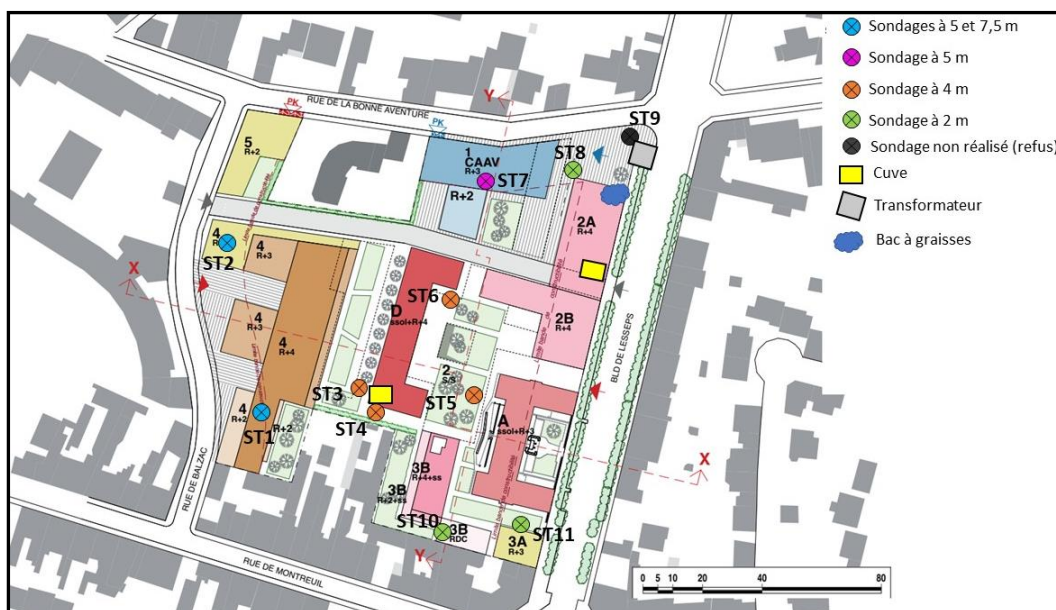 Sondages à 5 et 7,5 m
Sondage à 5 m
Sondage à 4 m
Sondage à 2 m
Sondage non réalisé (refus)
Cuve
Transformateur
Bac à graisses
RUE DE LA BONNE AVENTURE
PK
PK
Y
ST9
5
R+2
1
CAAV
R+3
ST8
ST7
R+2
2A
R+4
4
ST2
4
R+3
X
ST6
D
ssol+R+4
2B
R+4
BLD DE LESSEPS
4
R+3
4
R+4
2
S/S
ST3
ST5
ST4
A
ssol+R+3
4
R+2
R+2
ST1
X
RUE DE BALZAC
3B
R+4+ss
3B
R+2+ss
ST10
3B
RDC
ST11
3A
R+3
Y
RUE DE MONTREUIL
0 5 10 20 40 80